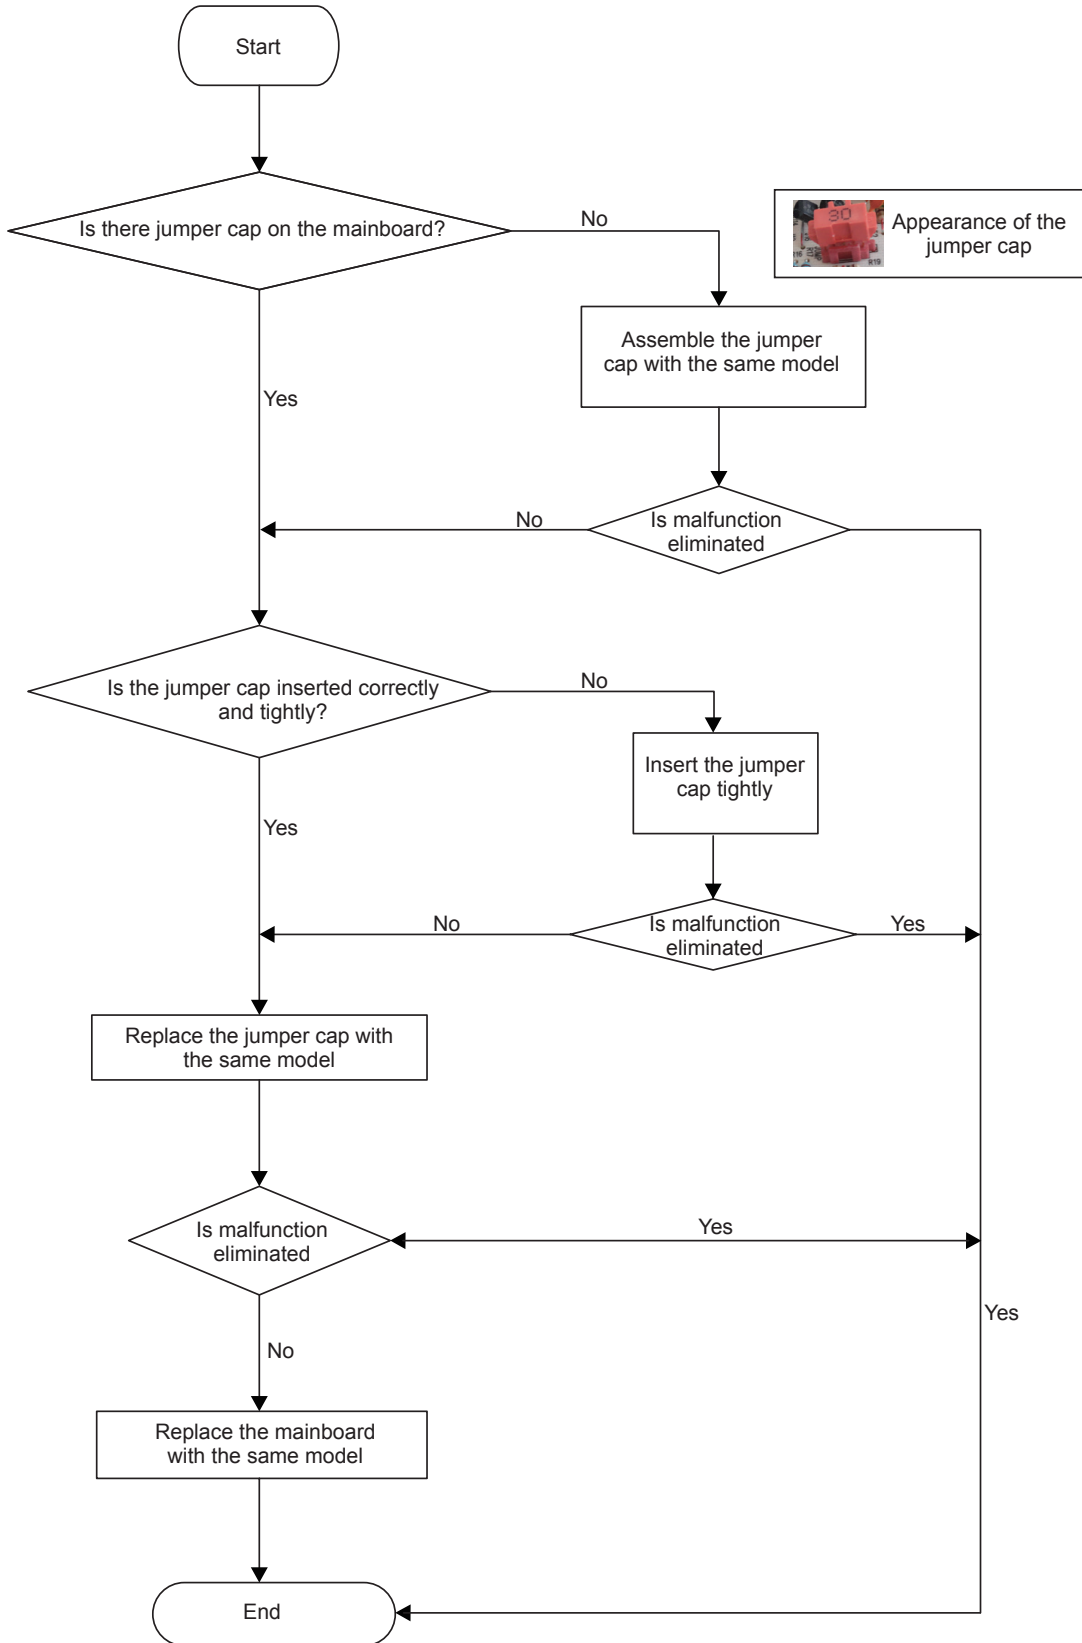 Start
Is there jumper cap on the mainboard?
No
30
Appearance of the
jumper cap
Assemble the jumper
cap with the same model
Yes
No
Is malfunction
eliminated
Is the jumper cap inserted correctly
and tightly?
No
Insert the jumper
cap tightly
Yes
No
Is malfunction
eliminated
Yes
Replace the jumper cap with
the same model
Is malfunction
eliminated
Yes
Yes
No
Replace the mainboard
with the same model
End